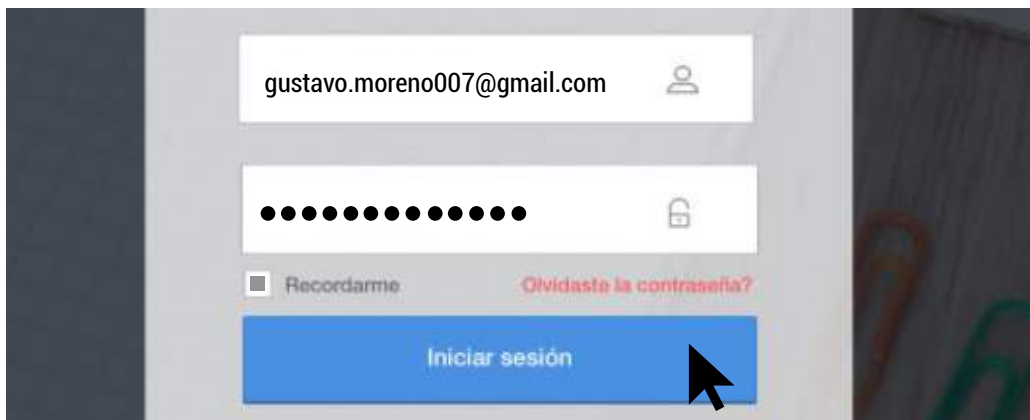 gustavo.moreno007@gmail.com
●●●●●●●●●●●●●
Recordarme Olvidaste la contraseña?
Iniciar sesión